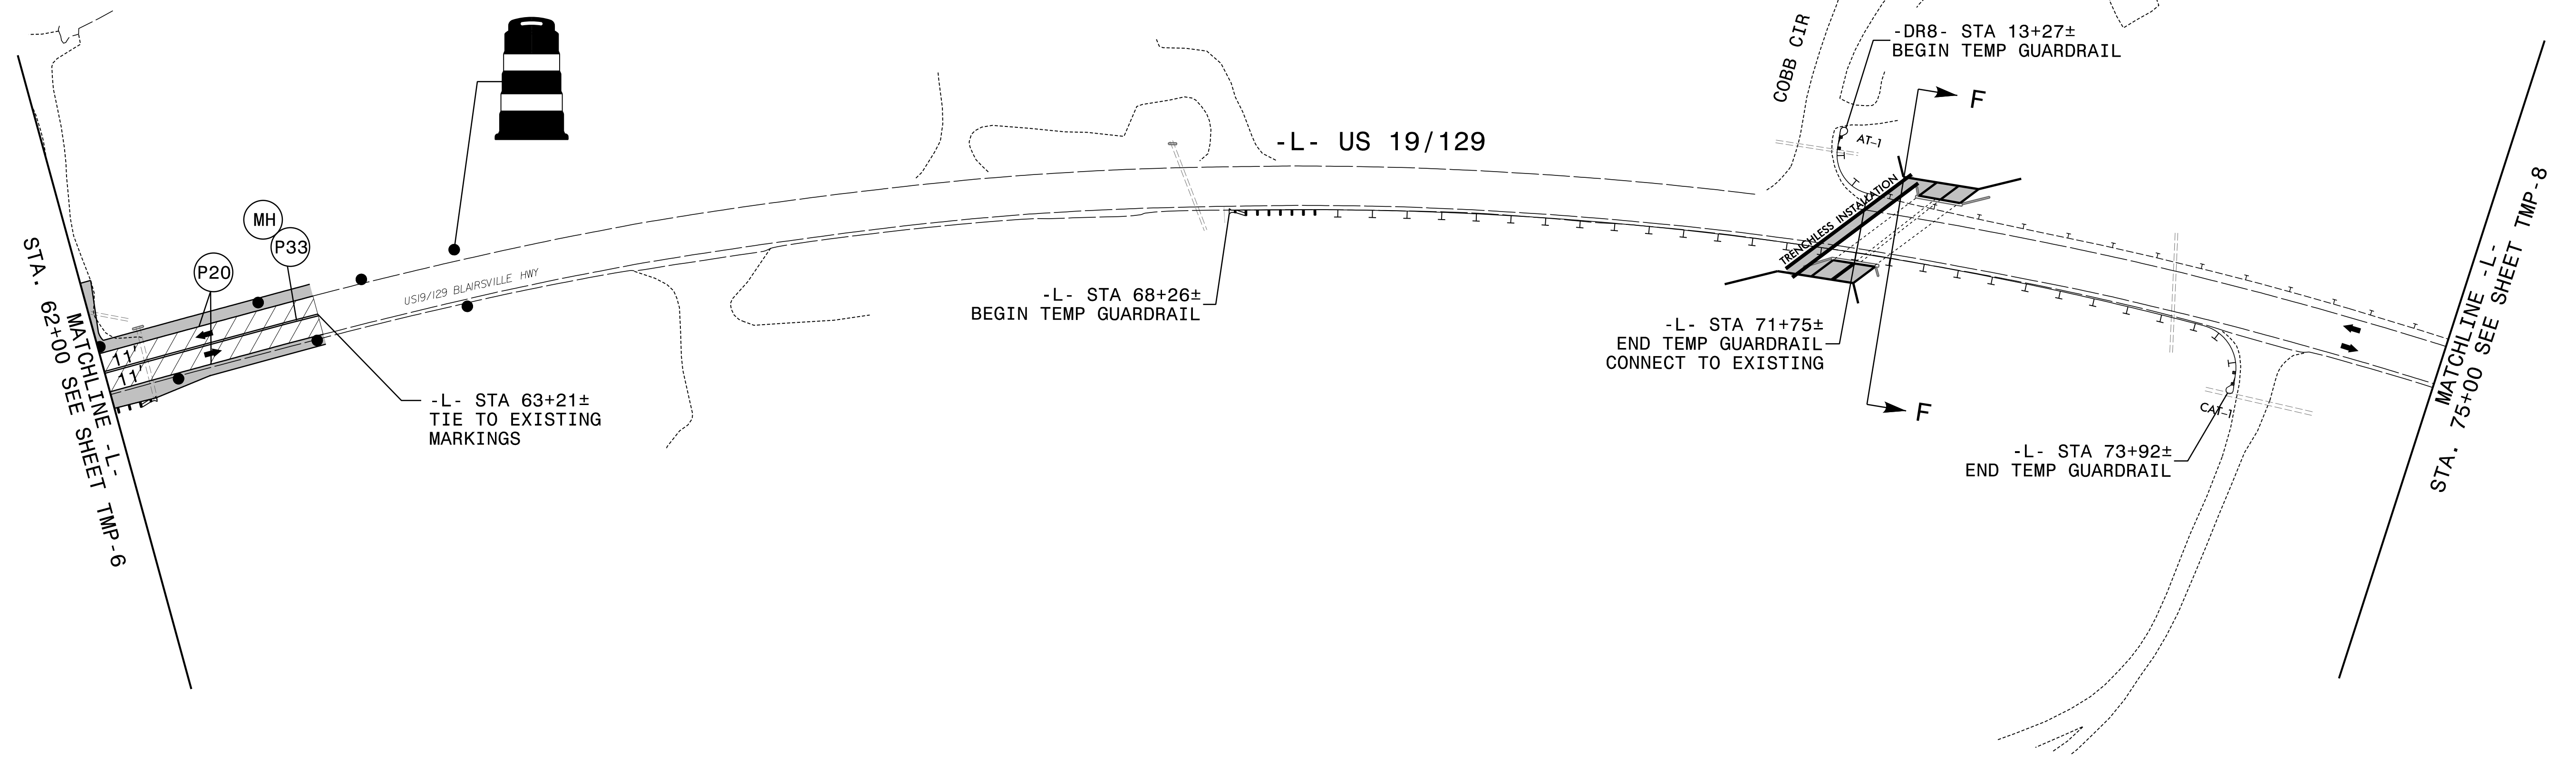 -DR8- STA 13+27±
BEGIN TEMP GUARDRAIL
COBB CIR
F
AT-1
-L- US 19/129
TRENCHLESS INSTALLATION
MH
P33
P20
US19/129 BLAIRSVILLE HWY
11'
11'
-L- STA 68+26±
BEGIN TEMP GUARDRAIL
-L- STA 71+75±
END TEMP GUARDRAIL
CONNECT TO EXISTING
-L- STA 63+21±
TIE TO EXISTING
MARKINGS
F
CAT-1
-L- STA 73+92±
END TEMP GUARDRAIL
MATCHLINE -L-
STA. 62+00 SEE SHEET TMP-6
MATCHLINE -L-
STA. 75+00 SEE SHEET TMP-8